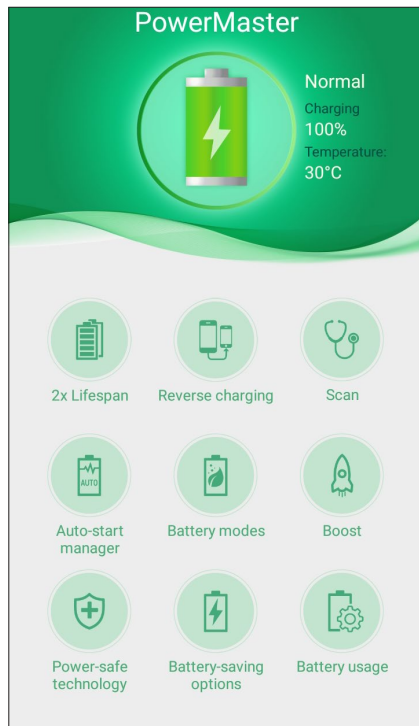 PowerMaster
Normal
Charging
100%
Temperature:
30°C
2x Lifespan
Reverse charging
Scan
AUTO
Auto-start
manager
Battery modes
Boost
Power-safe
technology
Battery-saving
options
Battery usage